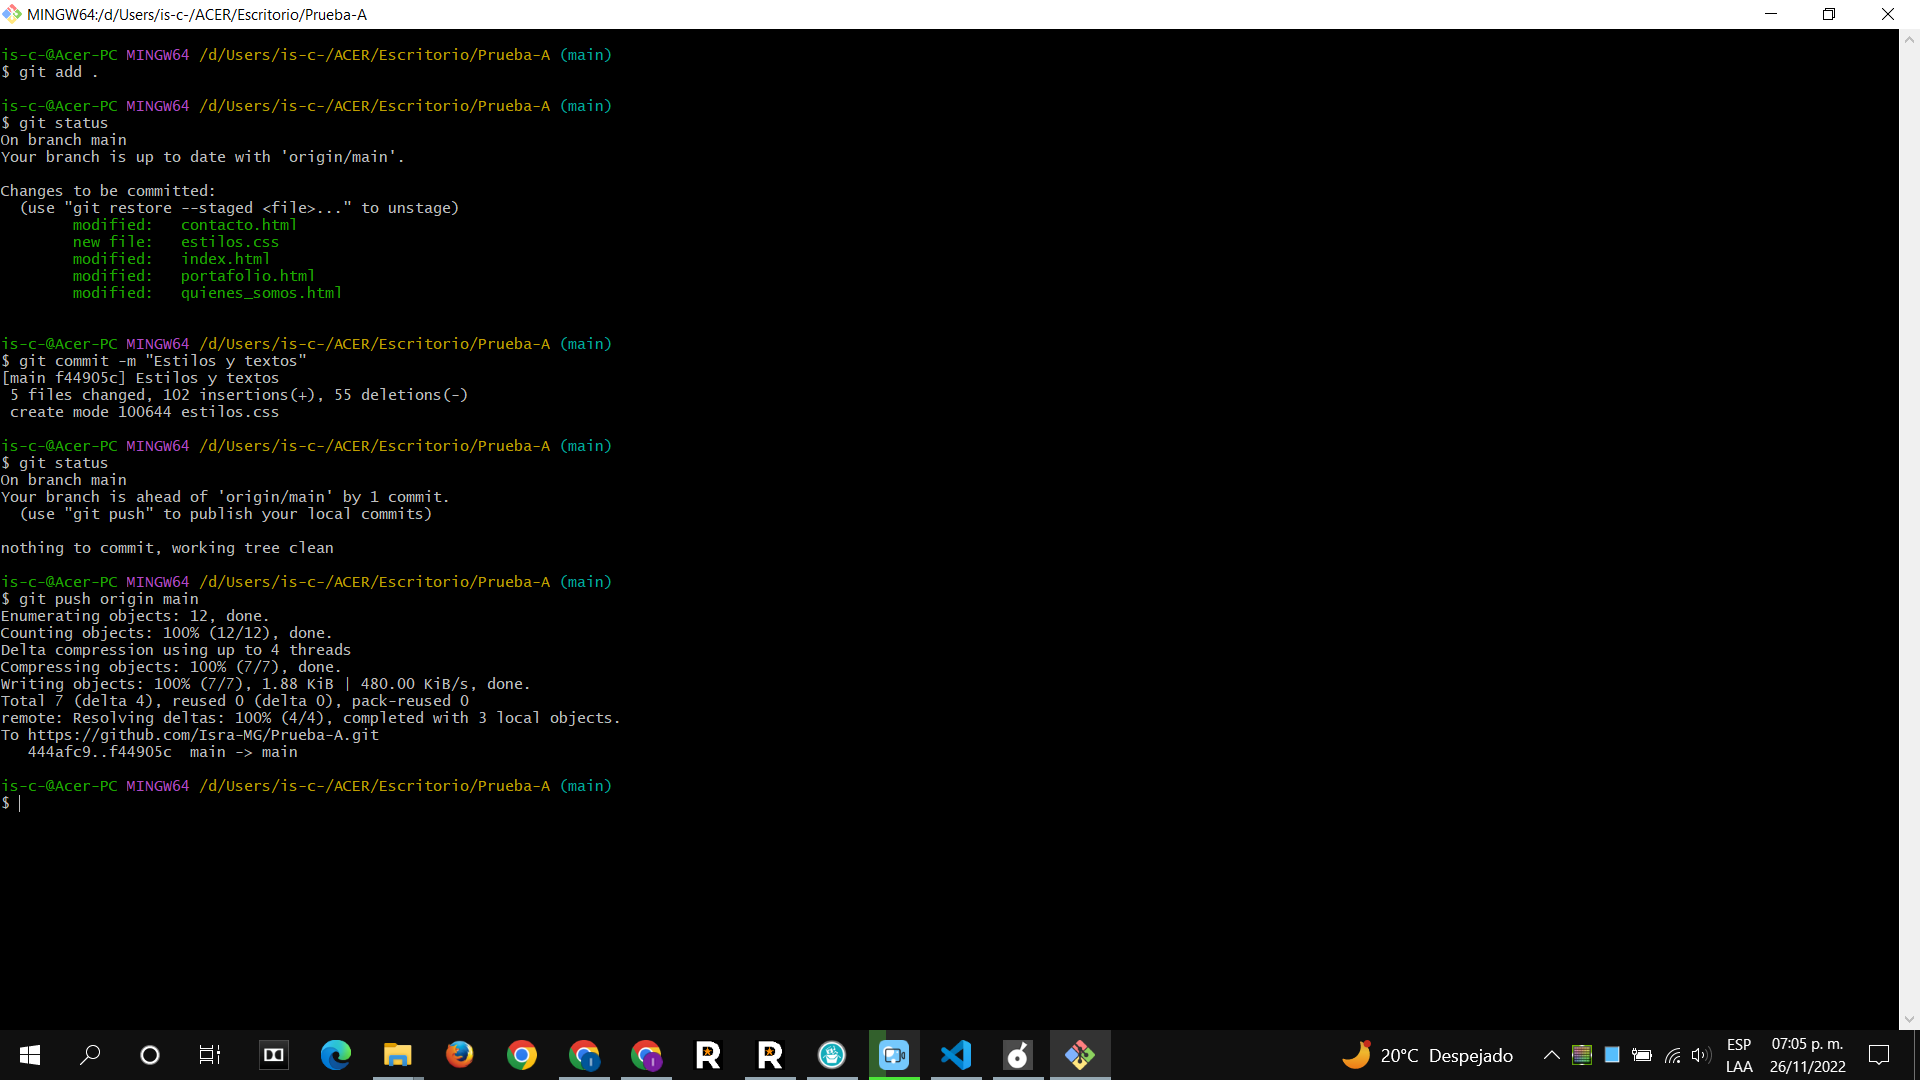 MINGW64:/d/Users/is-c-/ACER/Escritorio/Prueba-A
is-c-@Acer-PC MINGW64 /d/Users/is-c-/ACER/Escritorio/Prueba-A (main)
$ git add .
is-c-@Acer-PC MINGW64 /d/Users/is-c-/ACER/Escritorio/Prueba-A (main)
$ git status
On branch main
Your branch is up to date with 'origin/main'.
Changes to be committed:
  (use "git restore --staged <file>..." to unstage)
        modified:   contacto.html
        new file:   estilos.css
        modified:   index.html
        modified:   portafolio.html
        modified:   quienes_somos.html
is-c-@Acer-PC MINGW64 /d/Users/is-c-/ACER/Escritorio/Prueba-A (main)
$ git commit -m "Estilos y textos"
[main f44905c] Estilos y textos
 5 files changed, 102 insertions(+), 55 deletions(-)
 create mode 100644 estilos.css
is-c-@Acer-PC MINGW64 /d/Users/is-c-/ACER/Escritorio/Prueba-A (main)
$ git status
On branch main
Your branch is ahead of 'origin/main' by 1 commit.
  (use "git push" to publish your local commits)
nothing to commit, working tree clean
is-c-@Acer-PC MINGW64 /d/Users/is-c-/ACER/Escritorio/Prueba-A (main)
$ git push origin main
Enumerating objects: 12, done.
Counting objects: 100% (12/12), done.
Delta compression using up to 4 threads
Compressing objects: 100% (7/7), done.
Writing objects: 100% (7/7), 1.88 KiB | 480.00 KiB/s, done.
Total 7 (delta 4), reused 0 (delta 0), pack-reused 0
remote: Resolving deltas: 100% (4/4), completed with 3 local objects.
To https://github.com/Isra-MG/Prueba-A.git
   444afc9..f44905c  main -> main
is-c-@Acer-PC MINGW64 /d/Users/is-c-/ACER/Escritorio/Prueba-A (main)
$
20°C Despejado
ESP
LAA
07:05 p. m.
26/11/2022